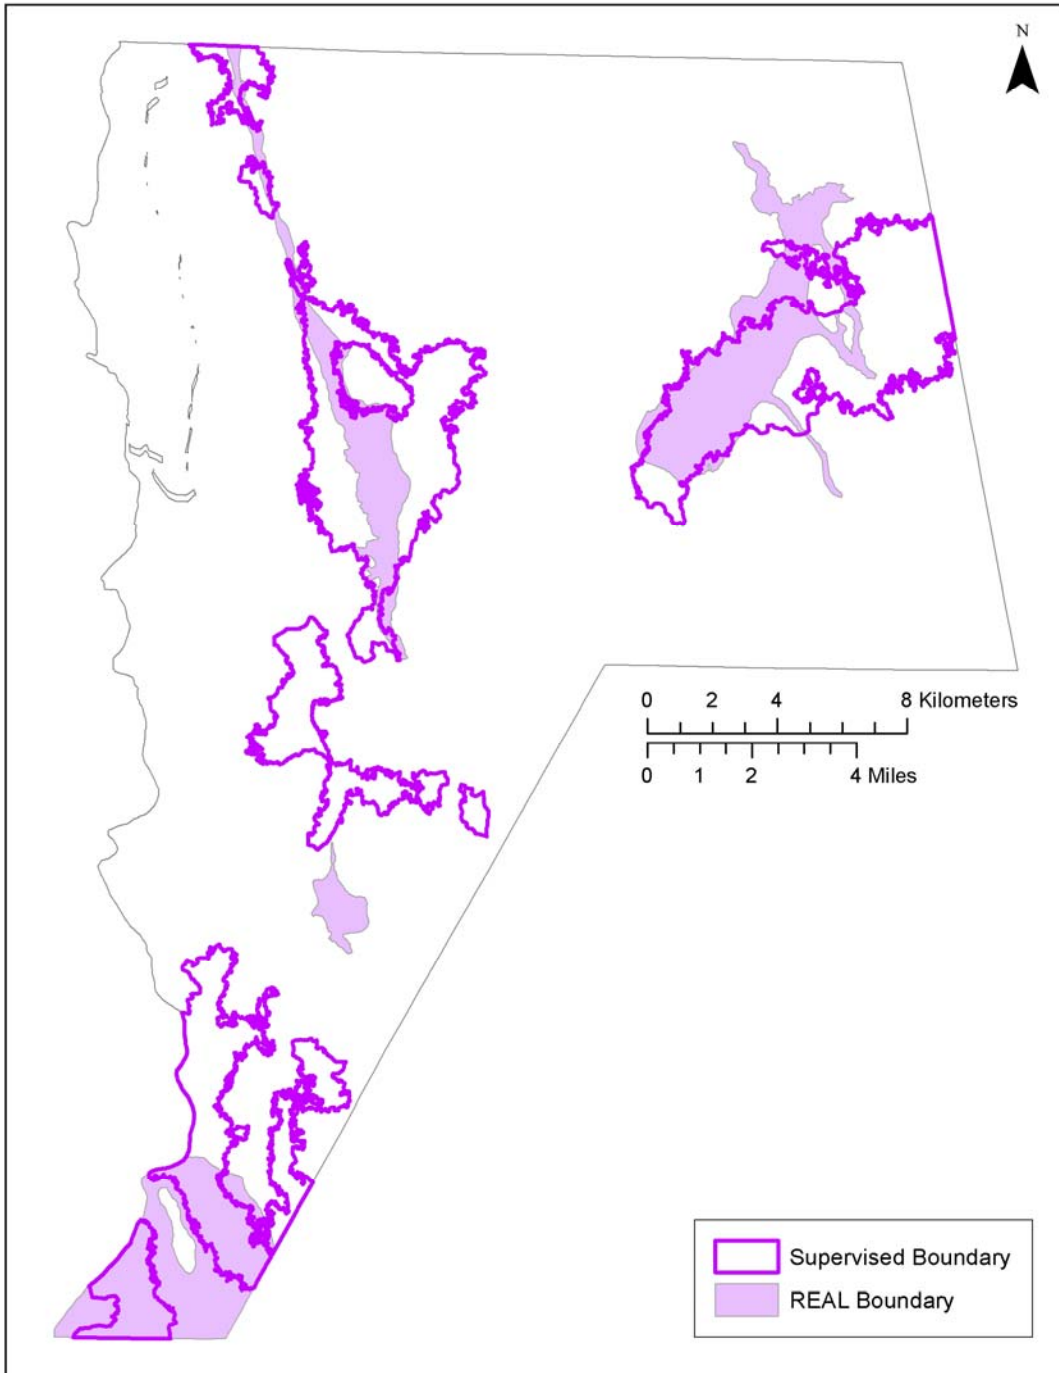 N
0 2 4 8 Kilometers
0 1 2 4 Miles
Supervised Boundary
REAL Boundary